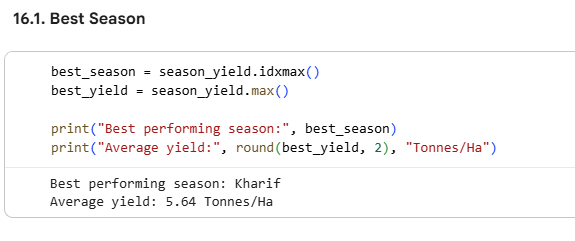 16.1. Best Season
best_season = season_yield.idxmax()
best_yield = season_yield.max()
print("Best performing season:", best_season)
print("Average yield:", round(best_yield, 2), "Tonnes/Ha")
Best performing season: Kharif
Average yield: 5.64 Tonnes/Ha